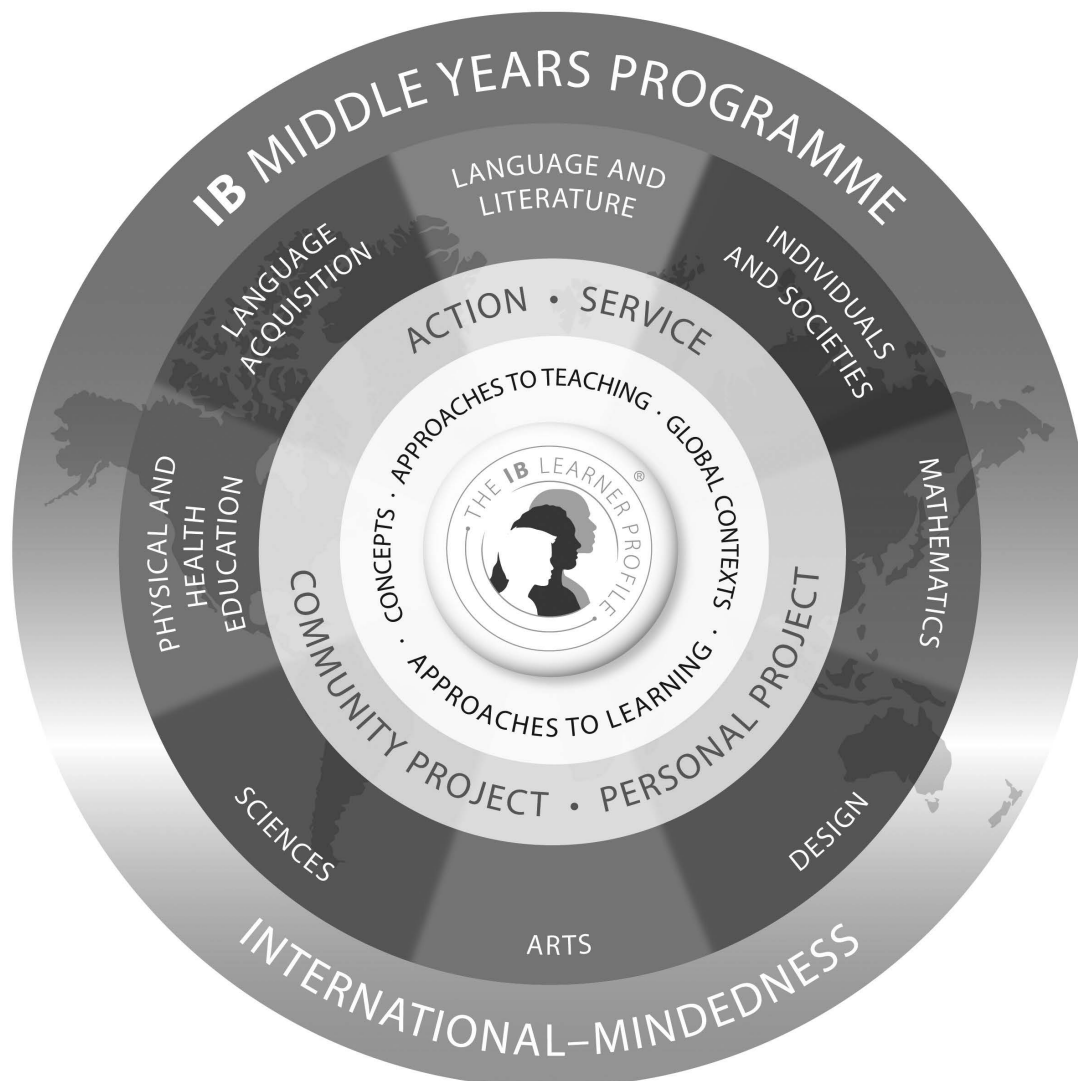 IB MIDDLE YEARS PROGRAMME
LANGUAGE AND
LITERATURE
INDIVIDUALS
AND SOCIETIES
MATHEMATICS
DESIGN
ARTS
SCIENCES
PHYSICAL AND
HEALTH
EDUCATION
LANGUAGE
ACQUISITION
ACTION · SERVICE
COMMUNITY PROJECT · PERSONAL PROJECT
APPROACHES TO TEACHING · GLOBAL CONTEXTS ·
APPROACHES TO LEARNING · CONCEPTS ·
· THE IB LEARNER PROFILE · ®
INTERNATIONAL–MINDEDNESS